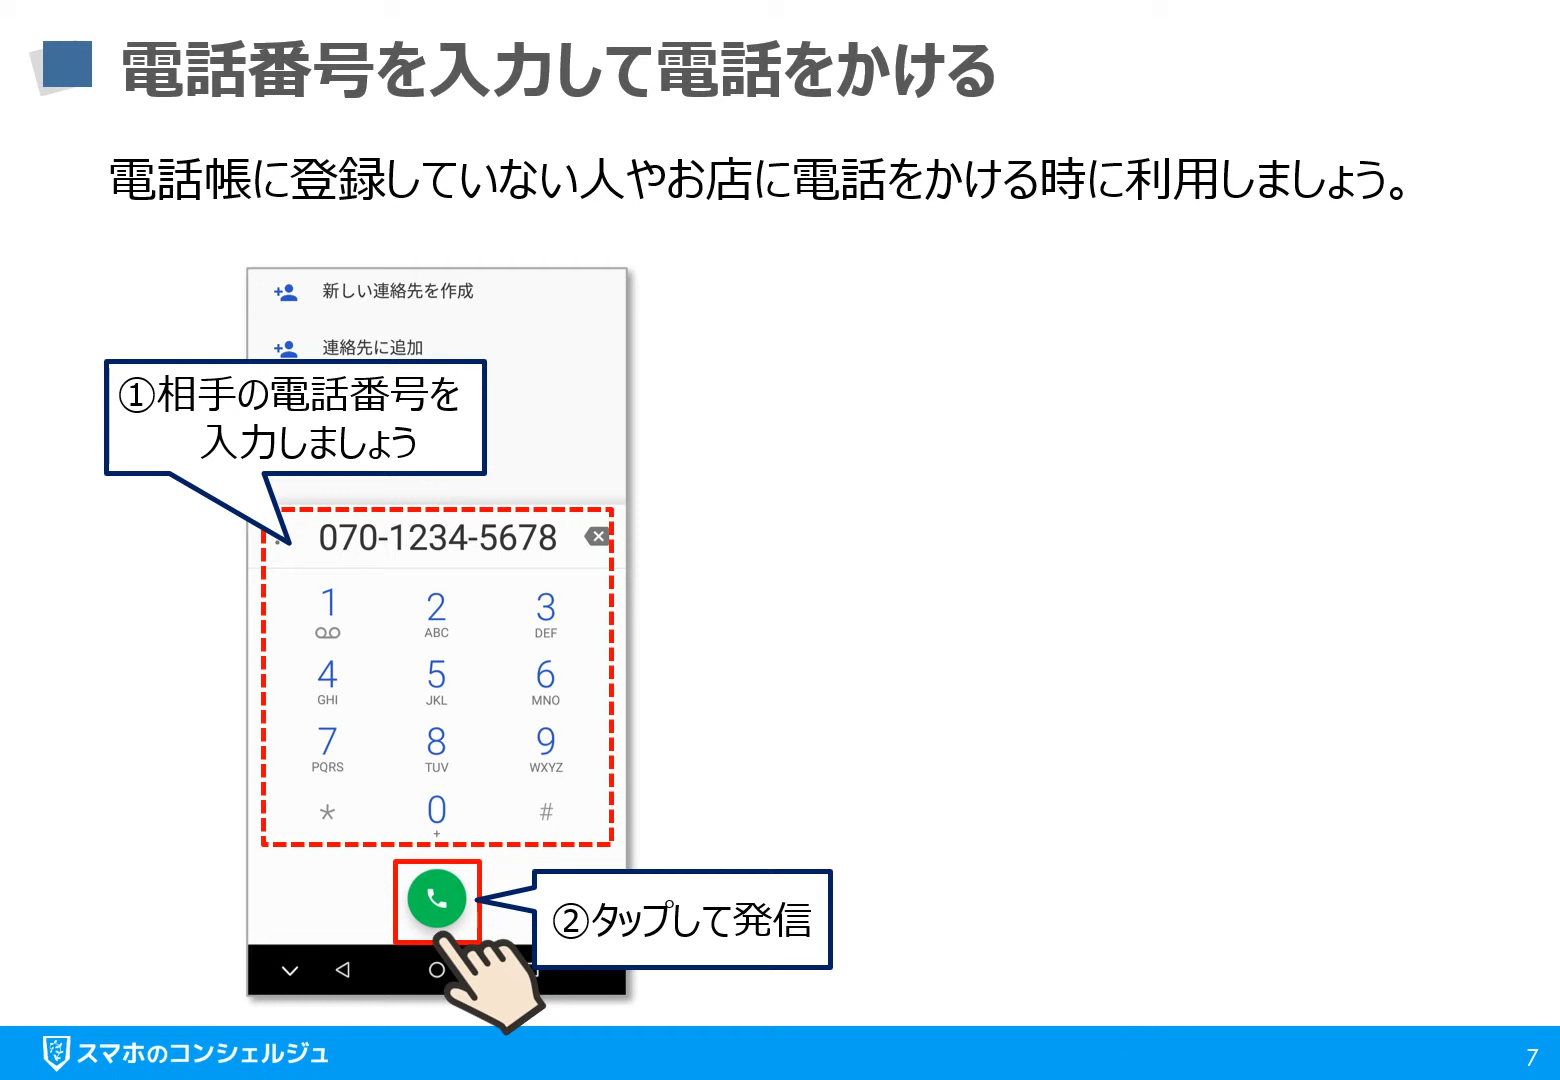 電話番号を入力して電話をかける
電話帳に登録していない人やお店に電話をかける時に利用しましょう。
新しい連絡先を作成
連絡先に追加
①相手の電話番号を
入力しましょう
070-1234-5678
1 2 3
ABC DEF
4 5 6
GHI JKL MNO
7 8 9
PQRS TUV WXYZ
* 0 #
+
②タップして発信
スマホのコンシェルジュ
7